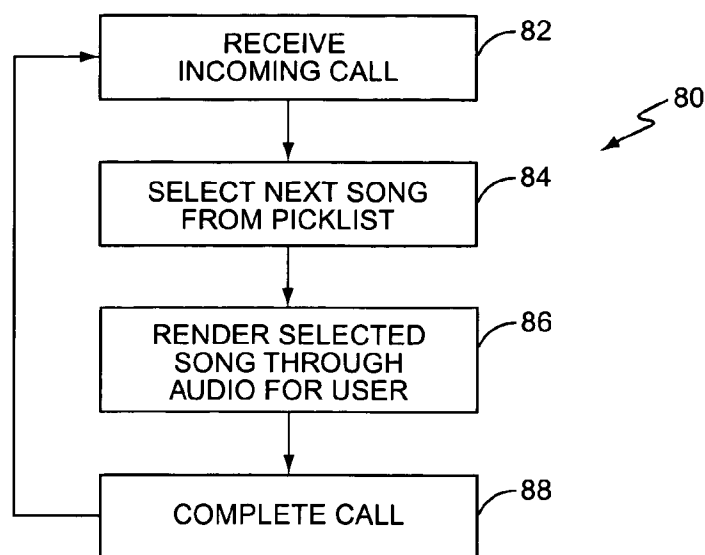 RECEIVE
INCOMING CALL
82
80
SELECT NEXT SONG
FROM PICKLIST
84
RENDER SELECTED
SONG THROUGH
AUDIO FOR USER
86
COMPLETE CALL
88